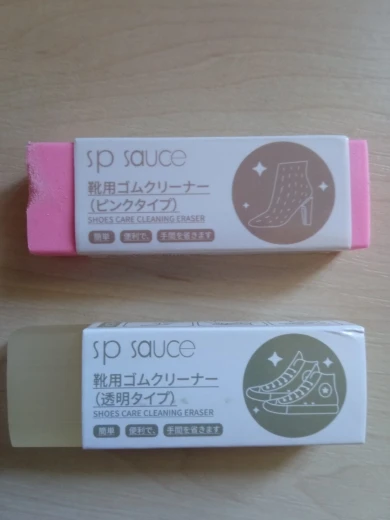 sp sauce
靴用ゴムクリーナー
（ピンクタイプ）
SHOES CARE CLEANING ERASER
簡単 便利で、 手間を省きます
sp sauce
靴用ゴムクリーナー
（透明タイプ）
SHOES CARE CLEANING ERASER
簡単 便利で、 手間を省きます